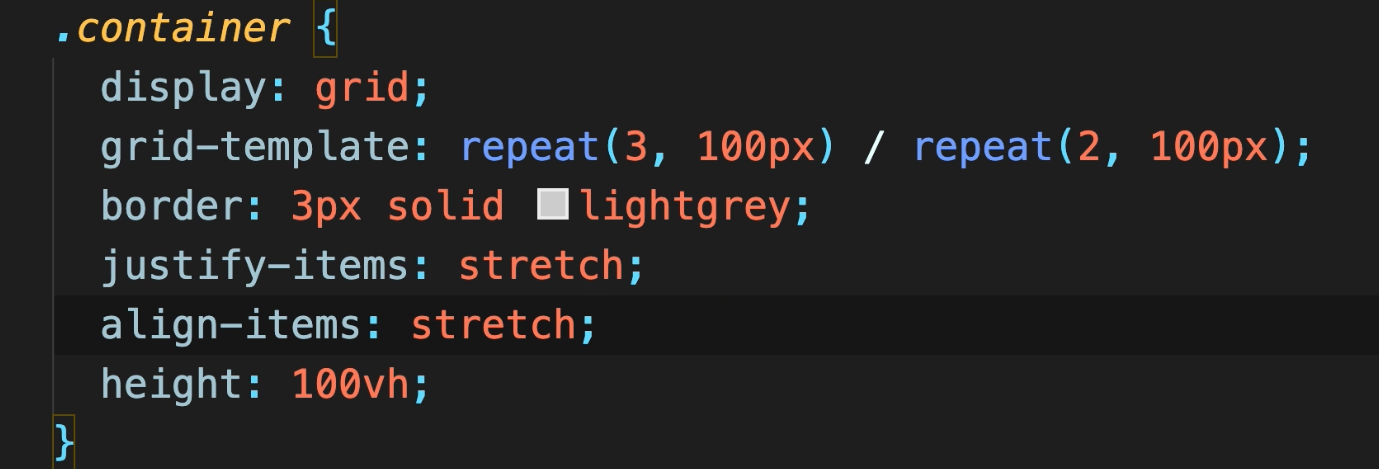 .container {
display: grid;
grid-template: repeat(3, 100px) / repeat(2, 100px);
border: 3px solid lightgrey;
justify-items: stretch;
align-items: stretch;
height: 100vh;
}